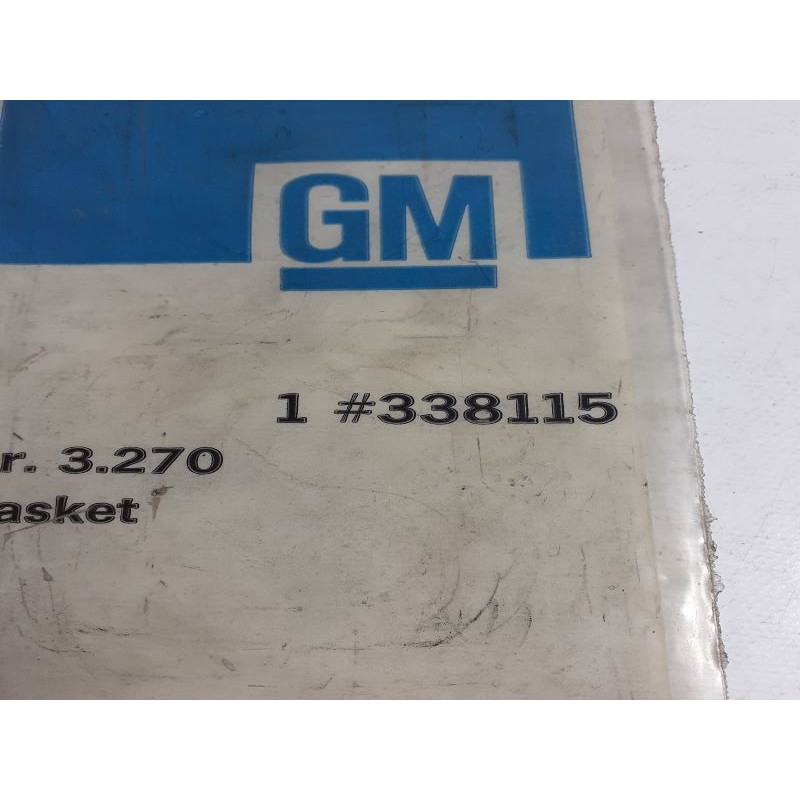 GM
1 #338115
r. 3.270
asket